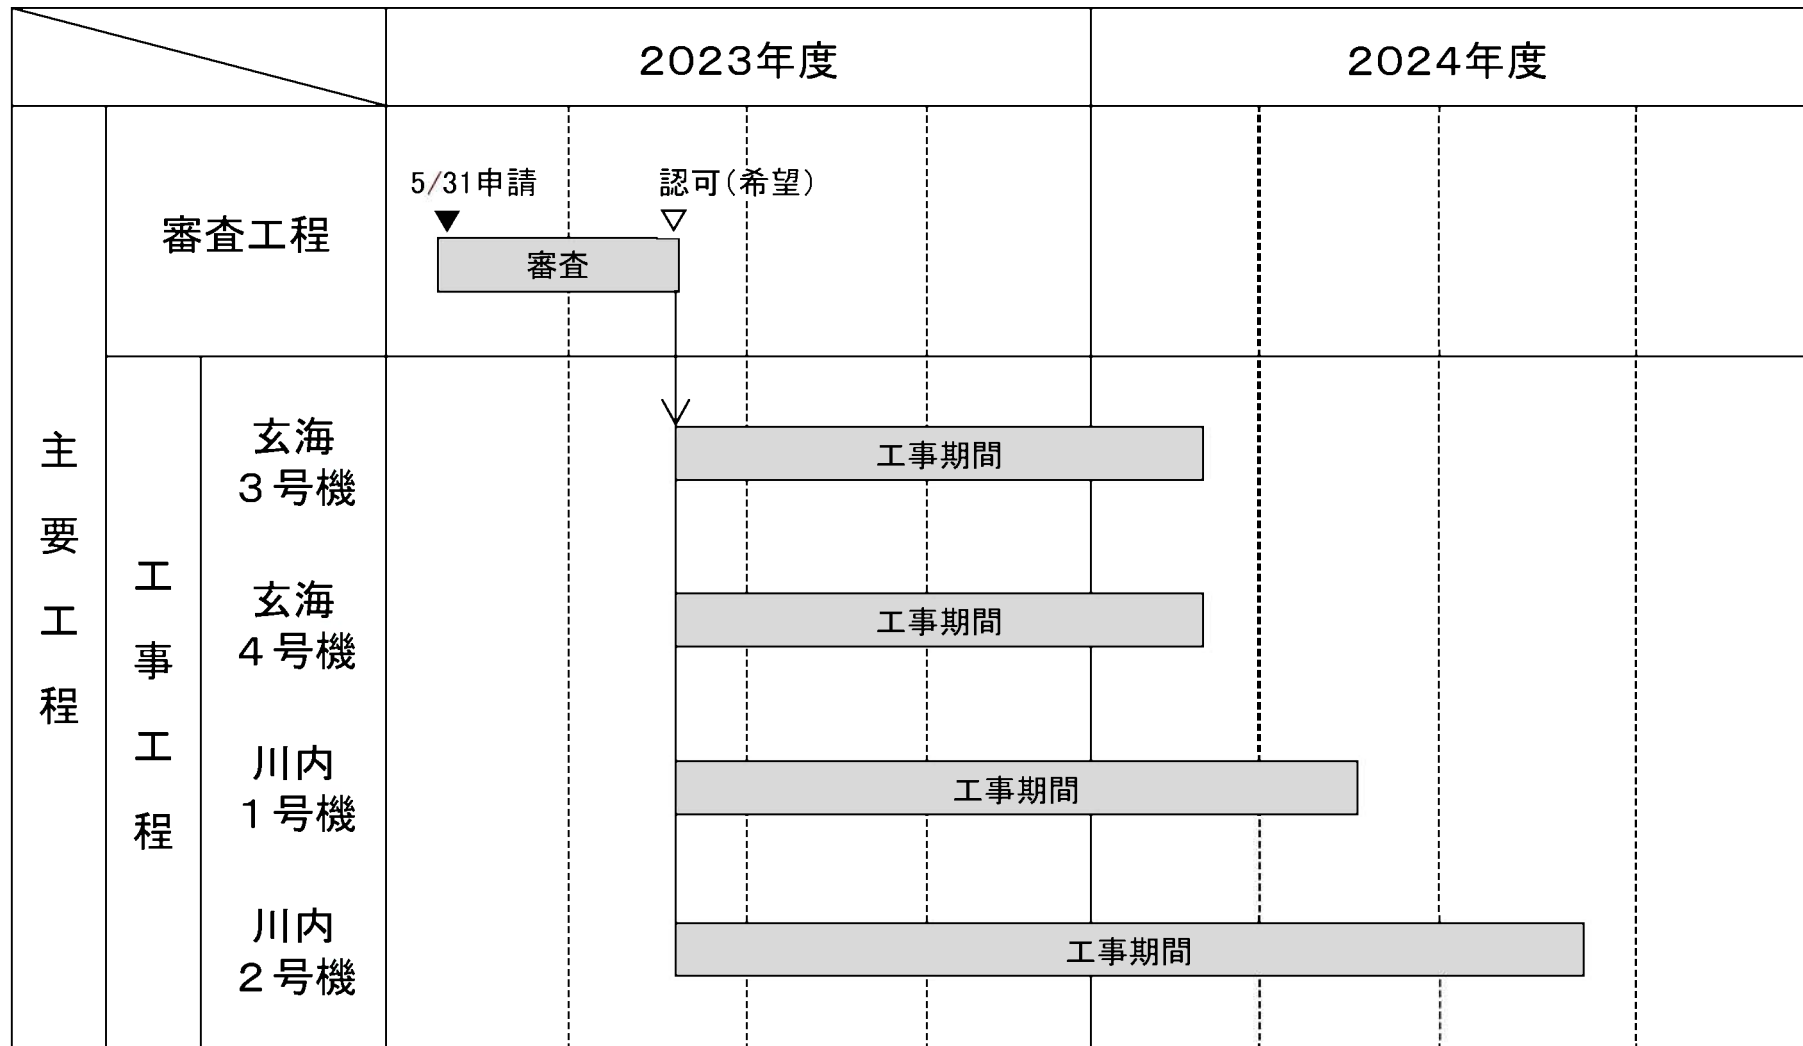 ２０２３年度
２０２４年度
主要工程
審査工程
5/31申請
認可(希望)
審査
工事工程
玄海
３号機
工事期間
玄海
４号機
工事期間
川内
１号機
工事期間
川内
２号機
工事期間